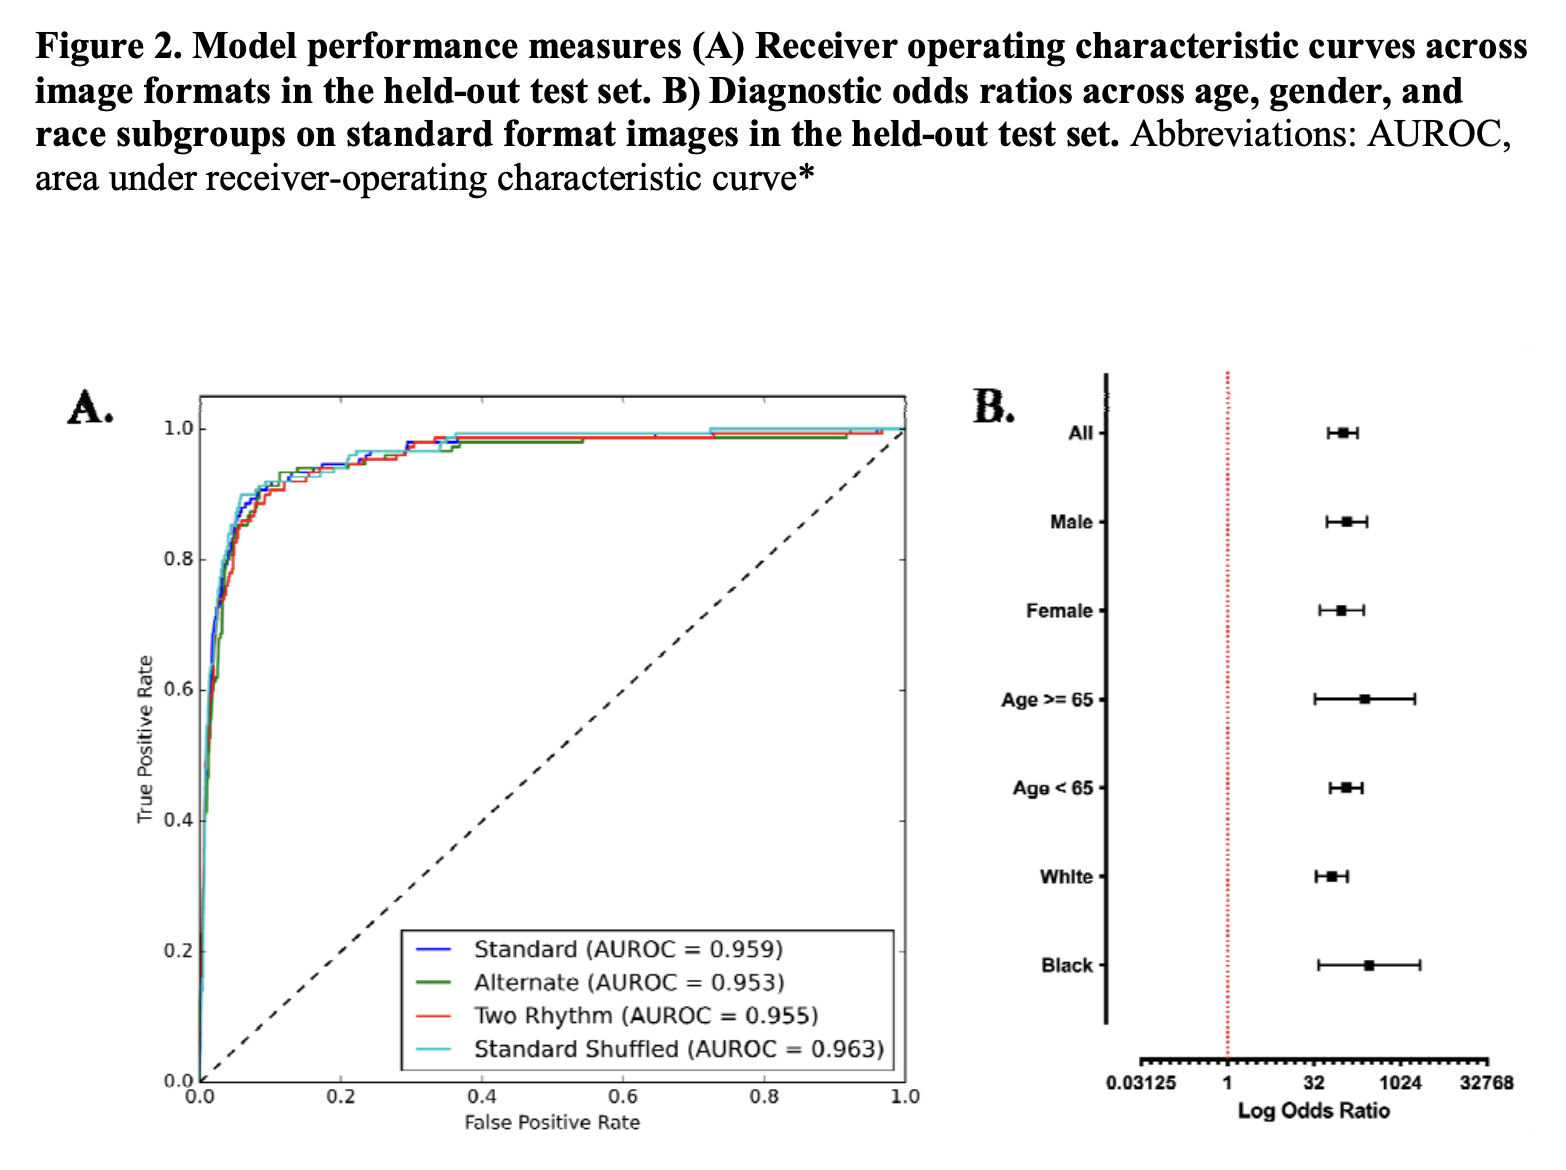 Figure 2. Model performance measures (A) Receiver operating characteristic curves across
image formats in the held-out test set. B) Diagnostic odds ratios across age, gender, and
race subgroups on standard format images in the held-out test set. Abbreviations: AUROC,
area under receiver-operating characteristic curve*
A.
1.0
0.8
0.6
0.4
0.2
0.0
True Positive Rate
Standard (AUROC = 0.959)
Alternate (AUROC = 0.953)
Two Rhythm (AUROC = 0.955)
Standard Shuffled (AUROC = 0.963)
0.0 0.2 0.4 0.6 0.8 1.0
False Positive Rate
B.
All
Male
Female
Age >= 65
Age < 65
White
Black
0.03125 1 32 1024 32768
Log Odds Ratio